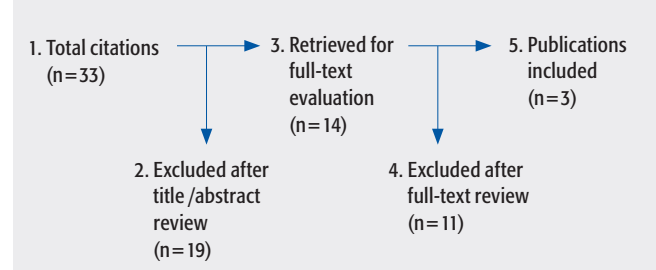 1. Total citations
(n=33)
2. Excluded after
title/abstract
review
(n=19)
3. Retrieved for
full-text
evaluation
(n=14)
4. Excluded after
full-text review
(n=11)
5. Publications
included
(n=3)